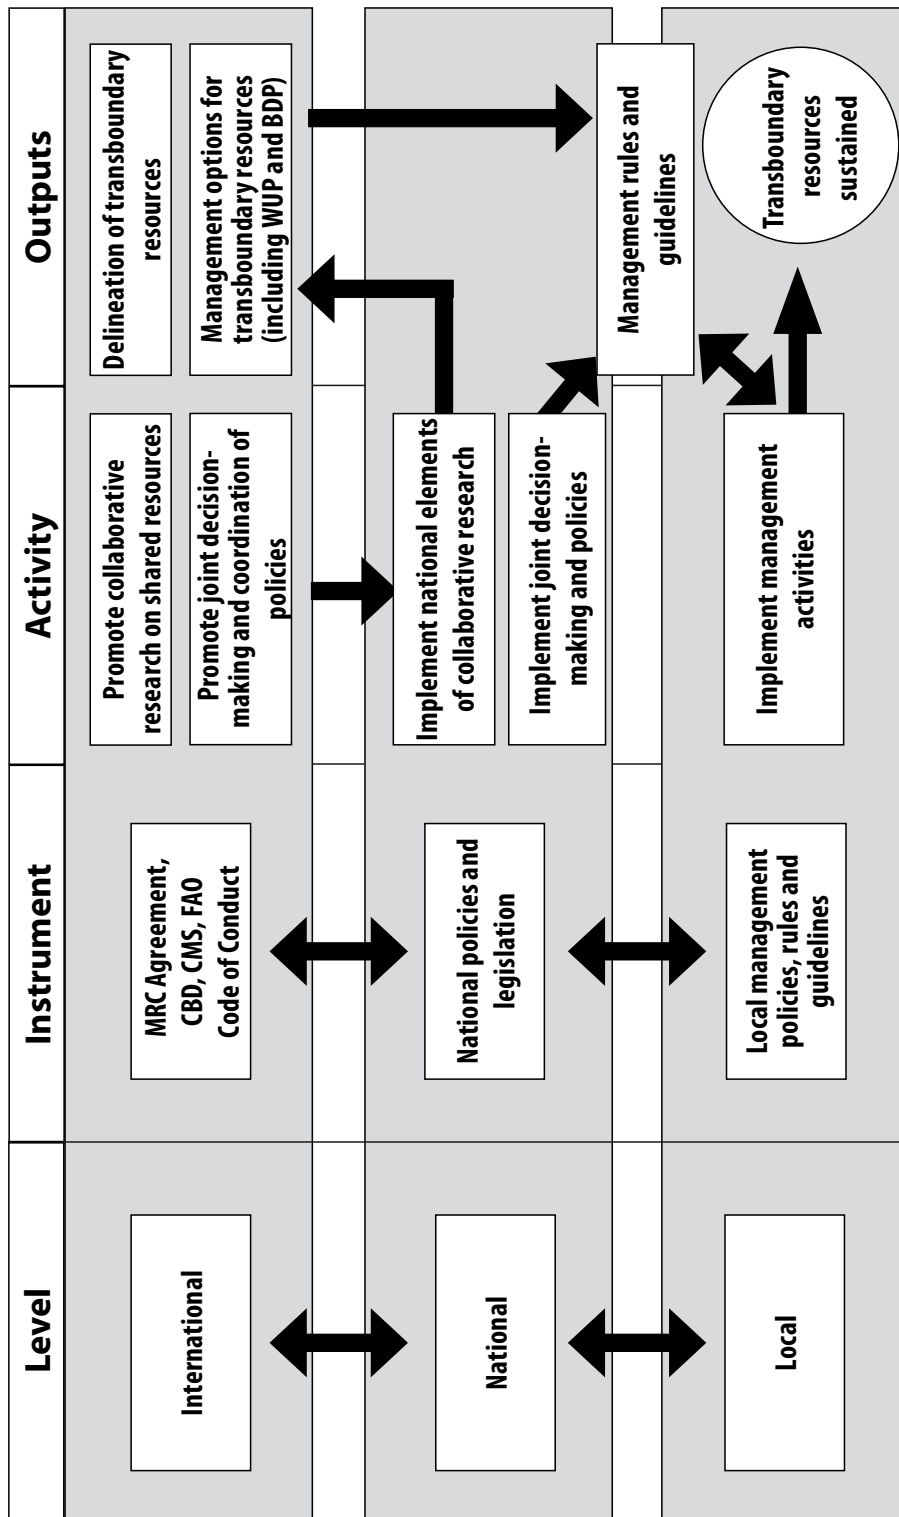 Level
Instrument
Activity
Outputs
International
MRC Agreement,
CBD, CMS, FAO
Code of Conduct
Promote collaborative
research on shared resources
Promote joint decision-
making and coordination of
policies
Delineation of transboundary
resources
Management options for
transboundary resources
(including WUP and BDP)
National
National policies and
legislation
Implement national elements
of collaborative research
Implement joint decision-
making and policies
Management rules and
guidelines
Local
Local management
policies, rules and
guidelines
Implement management
activities
Transboundary
resources
sustained